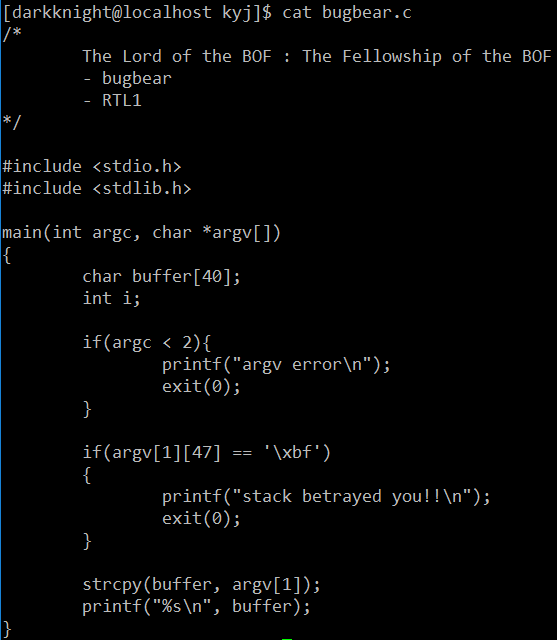 [darkknight@localhost kyj]$ cat bugbear.c
/*
        The Lord of the BOF : The Fellowship of the BOF
        - bugbear
        - RTL1
*/

#include <stdio.h>
#include <stdlib.h>

main(int argc, char *argv[])
{
        char buffer[40];
        int i;

        if(argc < 2){
                printf("argv error\n");
                exit(0);
        }

        if(argv[1][47] == '\xbf')
        {
                printf("stack betrayed you!!\n");
                exit(0);
        }

        strcpy(buffer, argv[1]);
        printf("%s\n", buffer);
}